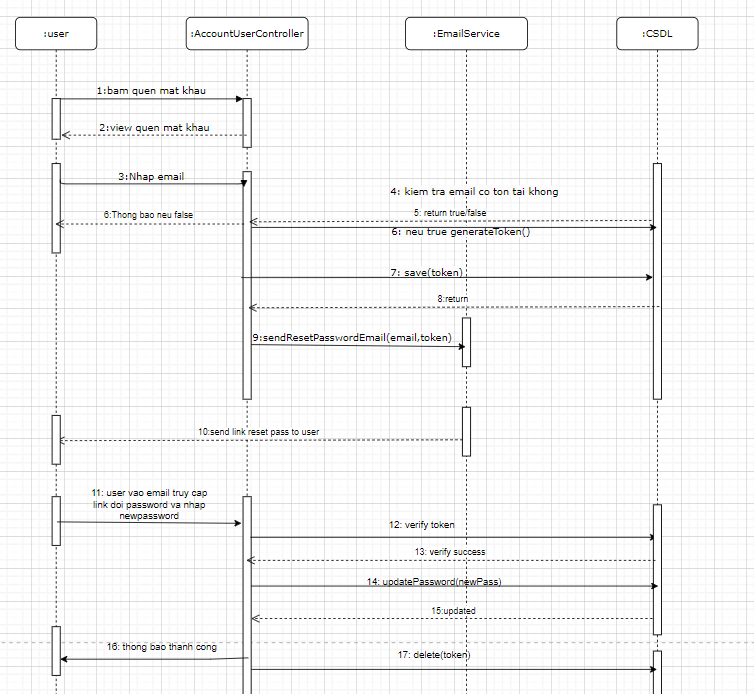 :user
:AccountUserController
:EmailService
:CSDL
1:bam quen mat khau
2:view quen mat khau
3:Nhap email
4: kiem tra email co ton tai khong
5: return true/false
6:Thong bao neu false
6: neu true generateToken()
7: save(token)
8:return
9:sendResetPasswordEmail(email,token)
10:send link reset pass to user
11: user vao email truy cap
link doi password va nhap
newpassword
12: verify token
13: verify success
14: updatePassword(newPass)
15:updated
16: thong bao thanh cong
17: delete(token)